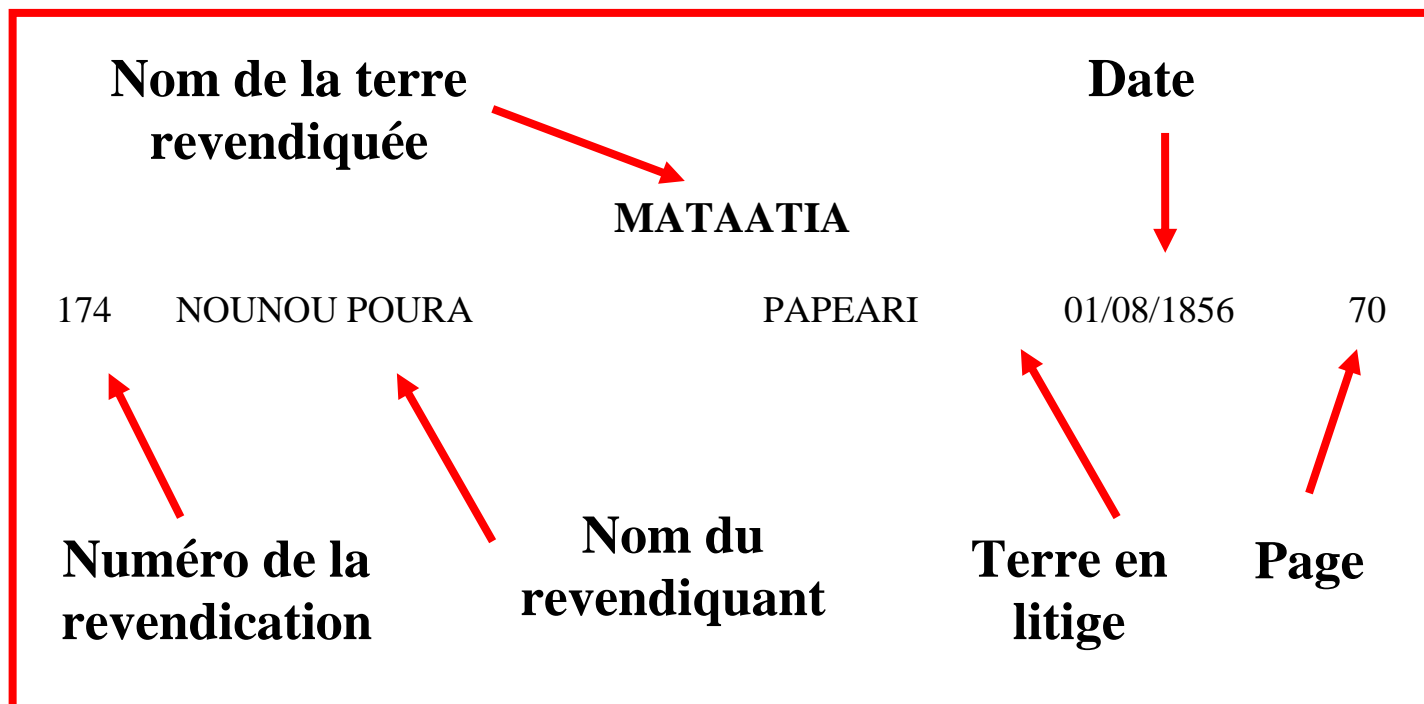 Nom de la terre
revendiquée
Date
MATAATIA
174 NOUNOU POURA PAPEARI 01/08/1856 70
Numéro de la
revendication
Nom du
revendiquant
Terre en
litige
Page